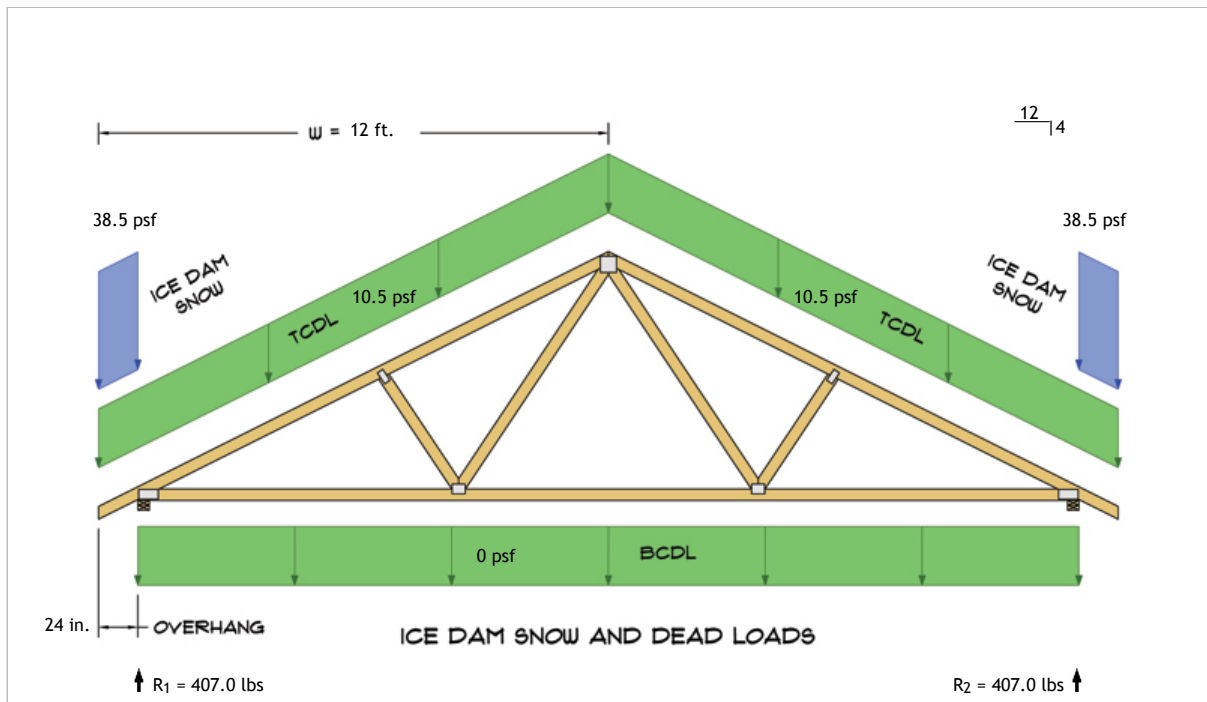 W = 12 ft.
12
4
38.5 psf
ICE DAM
SNOW
TCDL
10.5 psf
10.5 psf
TCDL
ICE DAM
SNOW
38.5 psf
0 psf
BCDL
24 in.
OVERHANG
ICE DAM SNOW AND DEAD LOADS
R1 = 407.0 lbs
R2 = 407.0 lbs